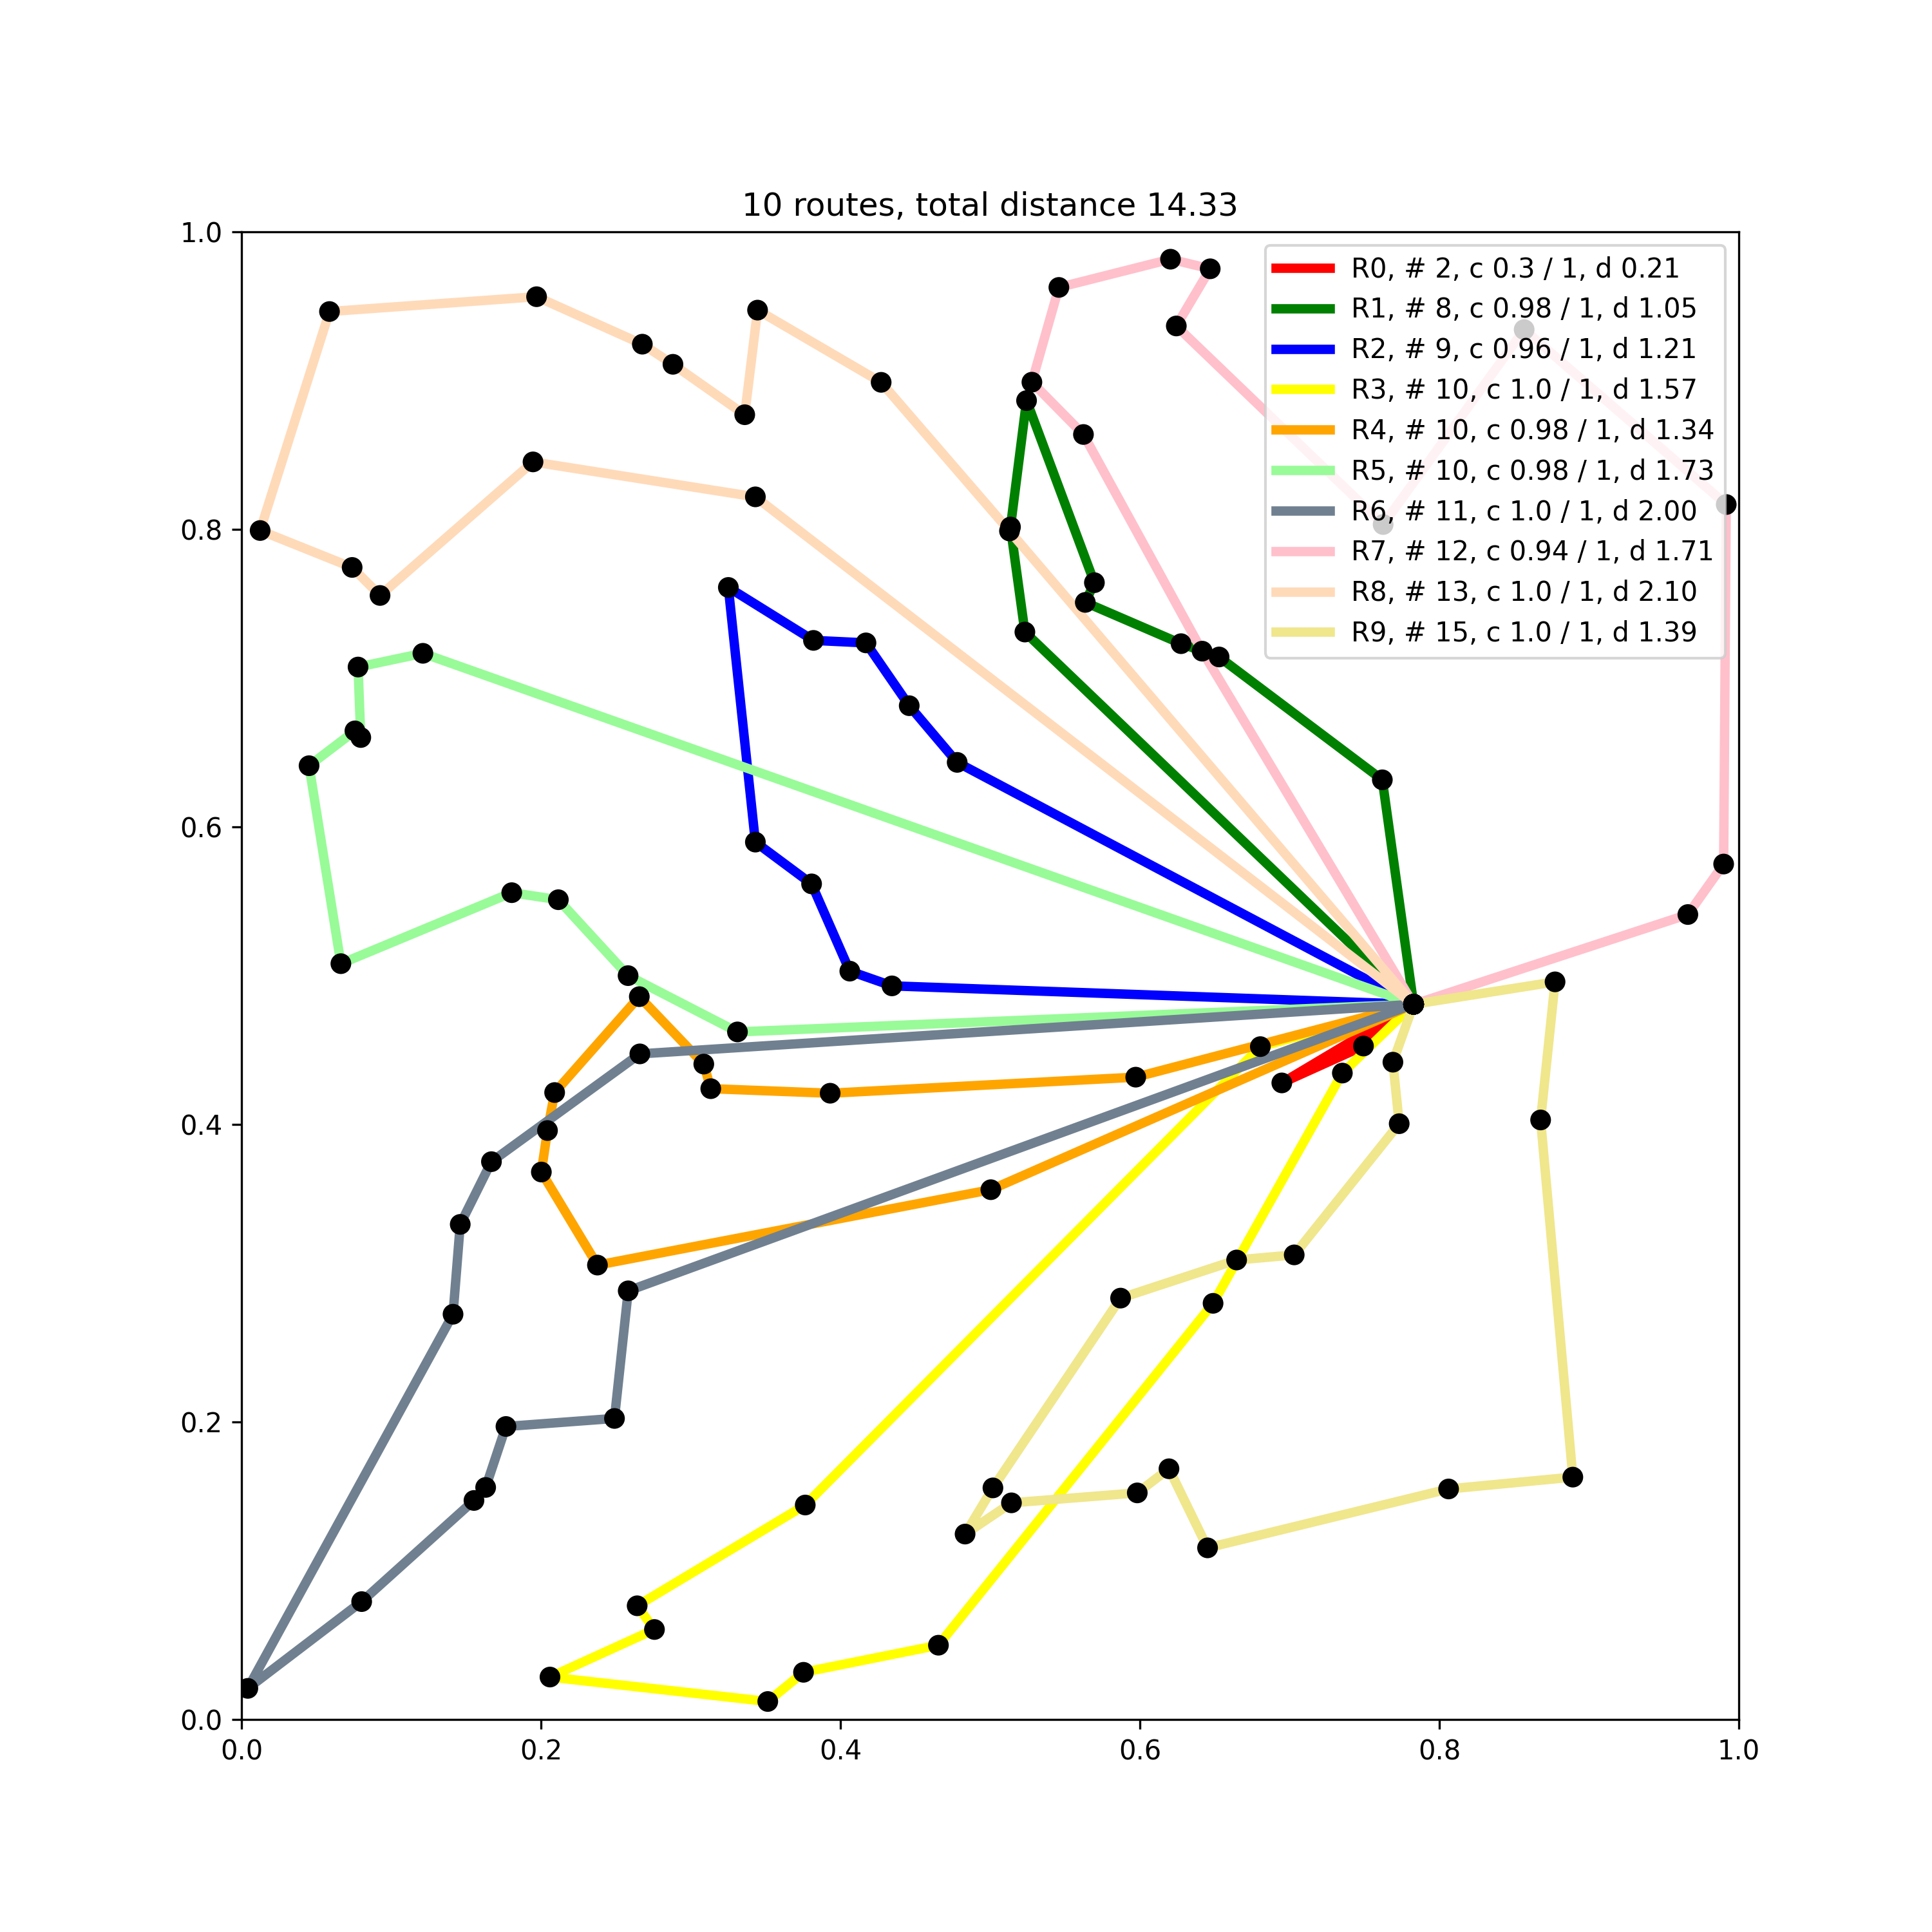 10 routes, total distance 14.33
1.0
0.8
0.6
0.4
0.2
0.0
0.0 0.2 0.4 0.6 0.8 1.0
R0, # 2, c 0.3 / 1, d 0.21
R1, # 8, c 0.98 / 1, d 1.05
R2, # 9, c 0.96 / 1, d 1.21
R3, # 10, c 1.0 / 1, d 1.57
R4, # 10, c 0.98 / 1, d 1.34
R5, # 10, c 0.98 / 1, d 1.73
R6, # 11, c 1.0 / 1, d 2.00
R7, # 12, c 0.94 / 1, d 1.71
R8, # 13, c 1.0 / 1, d 2.10
R9, # 15, c 1.0 / 1, d 1.39